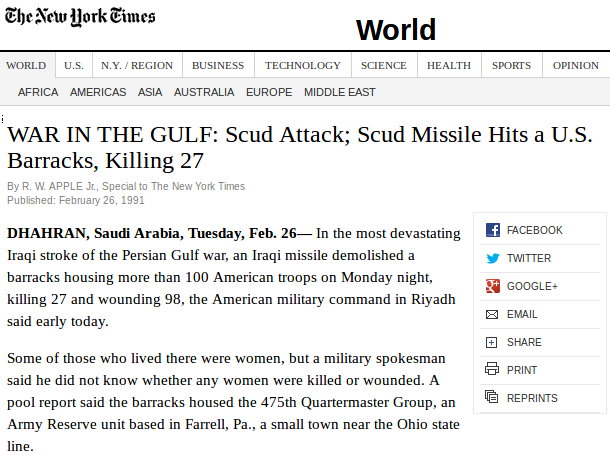 The New York Times
World
WORLD
U.S.
N.Y. / REGION
BUSINESS
TECHNOLOGY
SCIENCE
HEALTH
SPORTS
OPINION
AFRICA
AMERICAS
ASIA
AUSTRALIA
EUROPE
MIDDLE EAST
WAR IN THE GULF: Scud Attack; Scud Missile Hits a U.S.
Barracks, Killing 27
By R. W. APPLE Jr., Special to The New York Times
Published: February 26, 1991
DHAHRAN, Saudi Arabia, Tuesday, Feb. 26— In the most devastating
Iraqi stroke of the Persian Gulf war, an Iraqi missile demolished a
barracks housing more than 100 American troops on Monday night,
killing 27 and wounding 98, the American military command in Riyadh
said early today.
Some of those who lived there were women, but a military spokesman
said he did not know whether any women were killed or wounded. A
pool report said the barracks housed the 475th Quartermaster Group, an
Army Reserve unit based in Farrell, Pa., a small town near the Ohio state
line.
FACEBOOK
TWITTER
GOOGLE+
EMAIL
SHARE
PRINT
REPRINTS